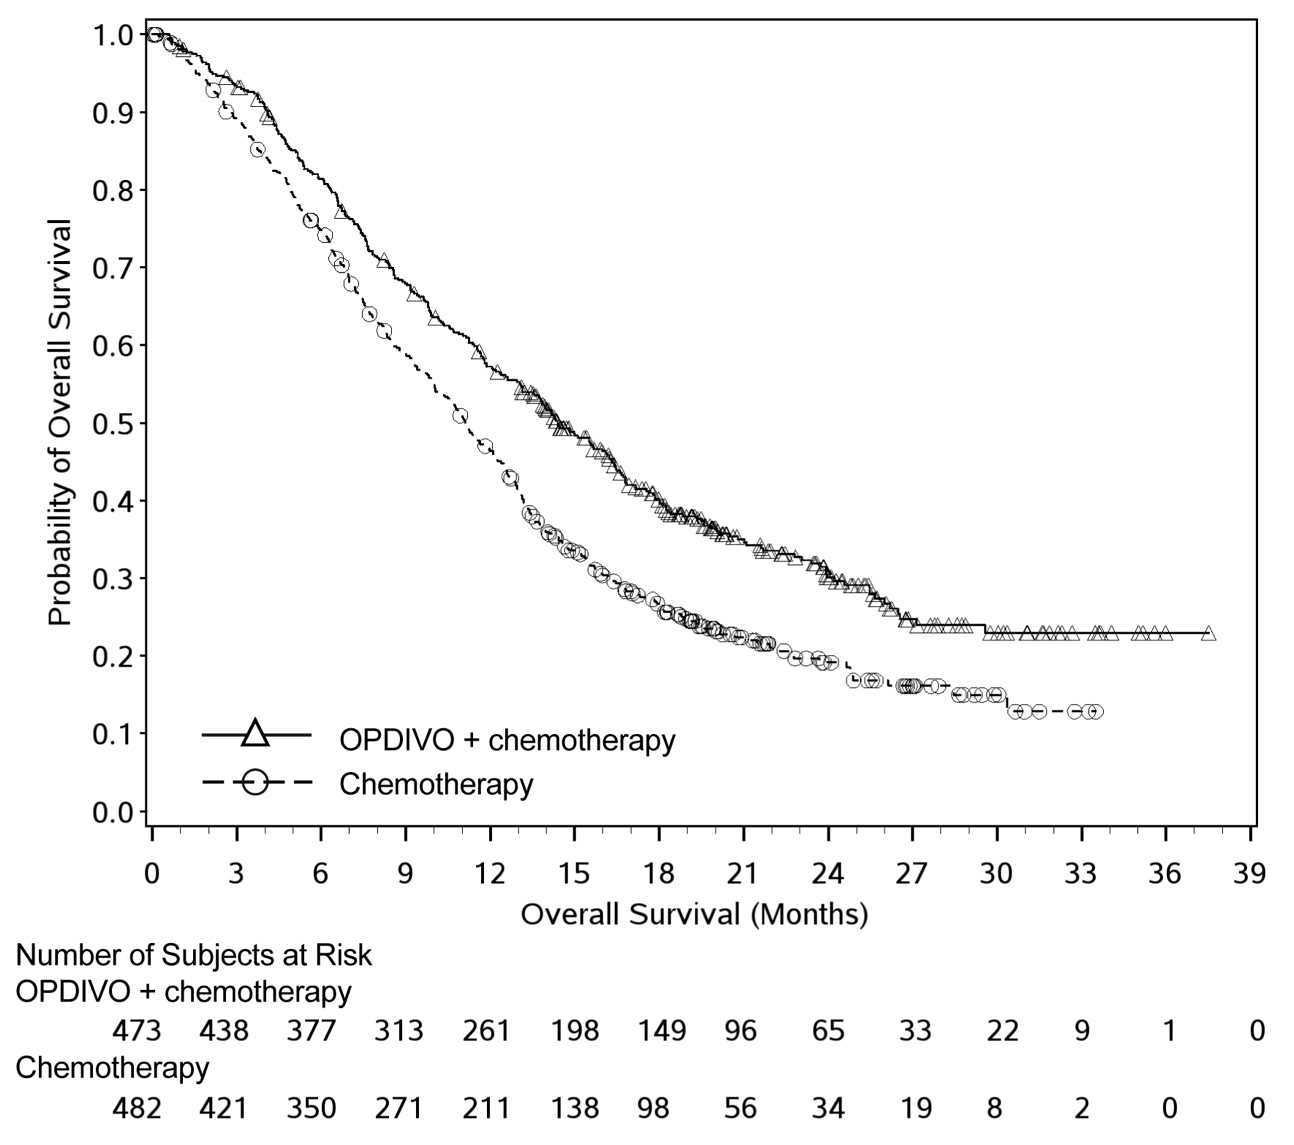 Probability of Overall Survival
1.0
0.9
0.8
0.7
0.6
0.5
0.4
0.3
0.2
0.1
0.0
OPDIVO + chemotherapy
Chemotherapy
0 3 6 9 12 15 18 21 24 27 30 33 36 39
Overall Survival (Months)
Number of Subjects at Risk
OPDIVO + chemotherapy
473 438 377 313 261 198 149 96 65 33 22 9 1 0
Chemotherapy
482 421 350 271 211 138 98 56 34 19 8 2 0 0